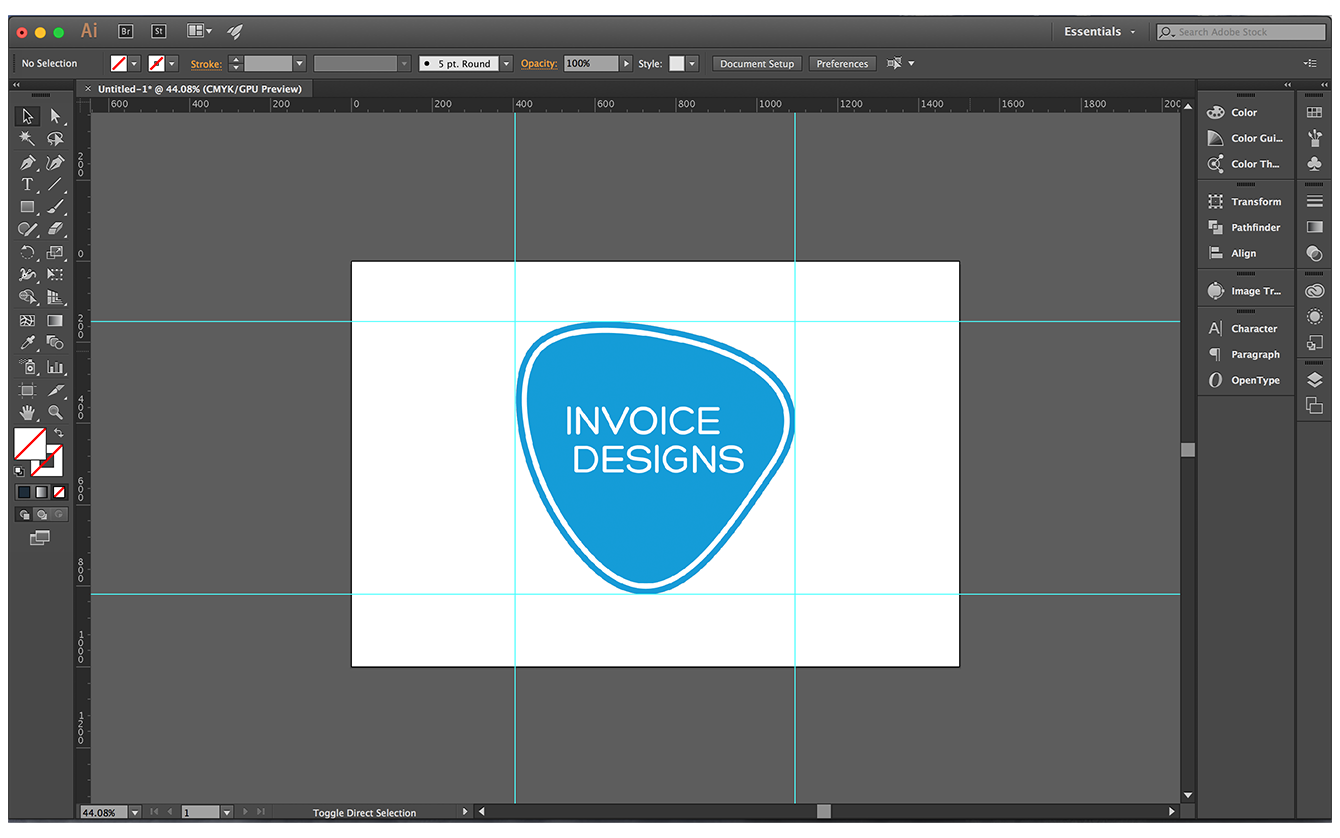 Ai Br St Essentials Search Adobe Stock
No Selection Stroke: 5 pt. Round Opacity: 100% Style: Document Setup Preferences
× Untitled-1* @ 44.08% (CMYK/GPU Preview)
600 400 200 0 200 400 600 800 1000 1200 1400 1600 1800 200
200
0
200
400
600
800
1000
1200
T
INVOICE
DESIGNS
Color
Color Gui...
Color Th...
Transform
Pathfinder
Align
Image Tr...
A Character
Paragraph
O OpenType
44.08% 1 Toggle Direct Selection